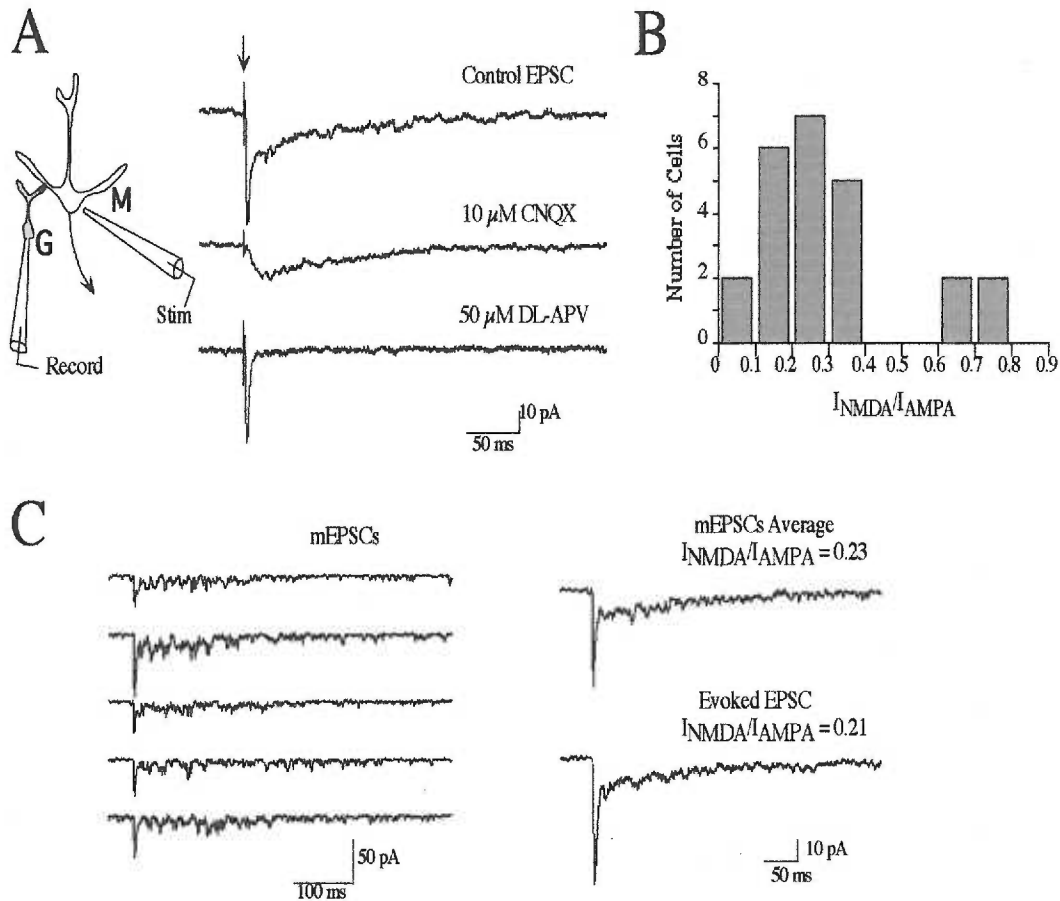 A
M
G
Stim
Record
Control EPSC
10 µM CNQX
50 µM DL-APV
10 pA
50 ms
B
Number of Cells
8
6
4
2
0
0 0.1 0.2 0.3 0.4 0.5 0.6 0.7 0.8 0.9
INMDA/IAMPA
C
mEPSCs
50 pA
100 ms
mEPSCs Average
INMDA/IAMPA = 0.23
Evoked EPSC
INMDA/IAMPA = 0.21
10 pA
50 ms